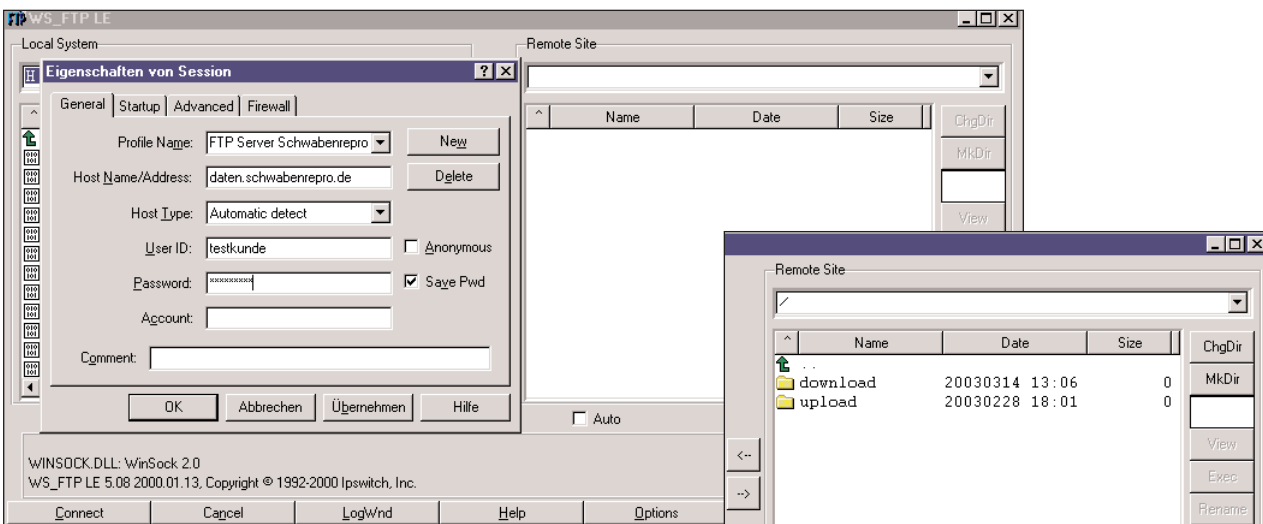 WS_FTP LE
Local System
Remote Site
H
Eigenschaften von Session
General Startup Advanced Firewall
Profile Name: FTP Server Schwabenrepro New
Host Name/Address: daten.schwabenrepro.de Delete
Host Type: Automatic detect
User ID: testkunde Anonymous
Password: ********* Save Pwd
Account:
Comment:
OK Abbrechen Übernehmen Hilfe
^ Name Date Size
ChgDir
MkDir
View
Auto
WINSOCK.DLL: WinSock 2.0
WS_FTP LE 5.08 2000.01.13, Copyright © 1992-2000 Ipswitch, Inc.
Connect Cancel LogWnd Help Options
Remote Site
/
^ Name Date Size
..
download 20030314 13:06 0
upload 20030228 18:01 0
ChgDir
MkDir
View
Exec
Rename
<--
-->